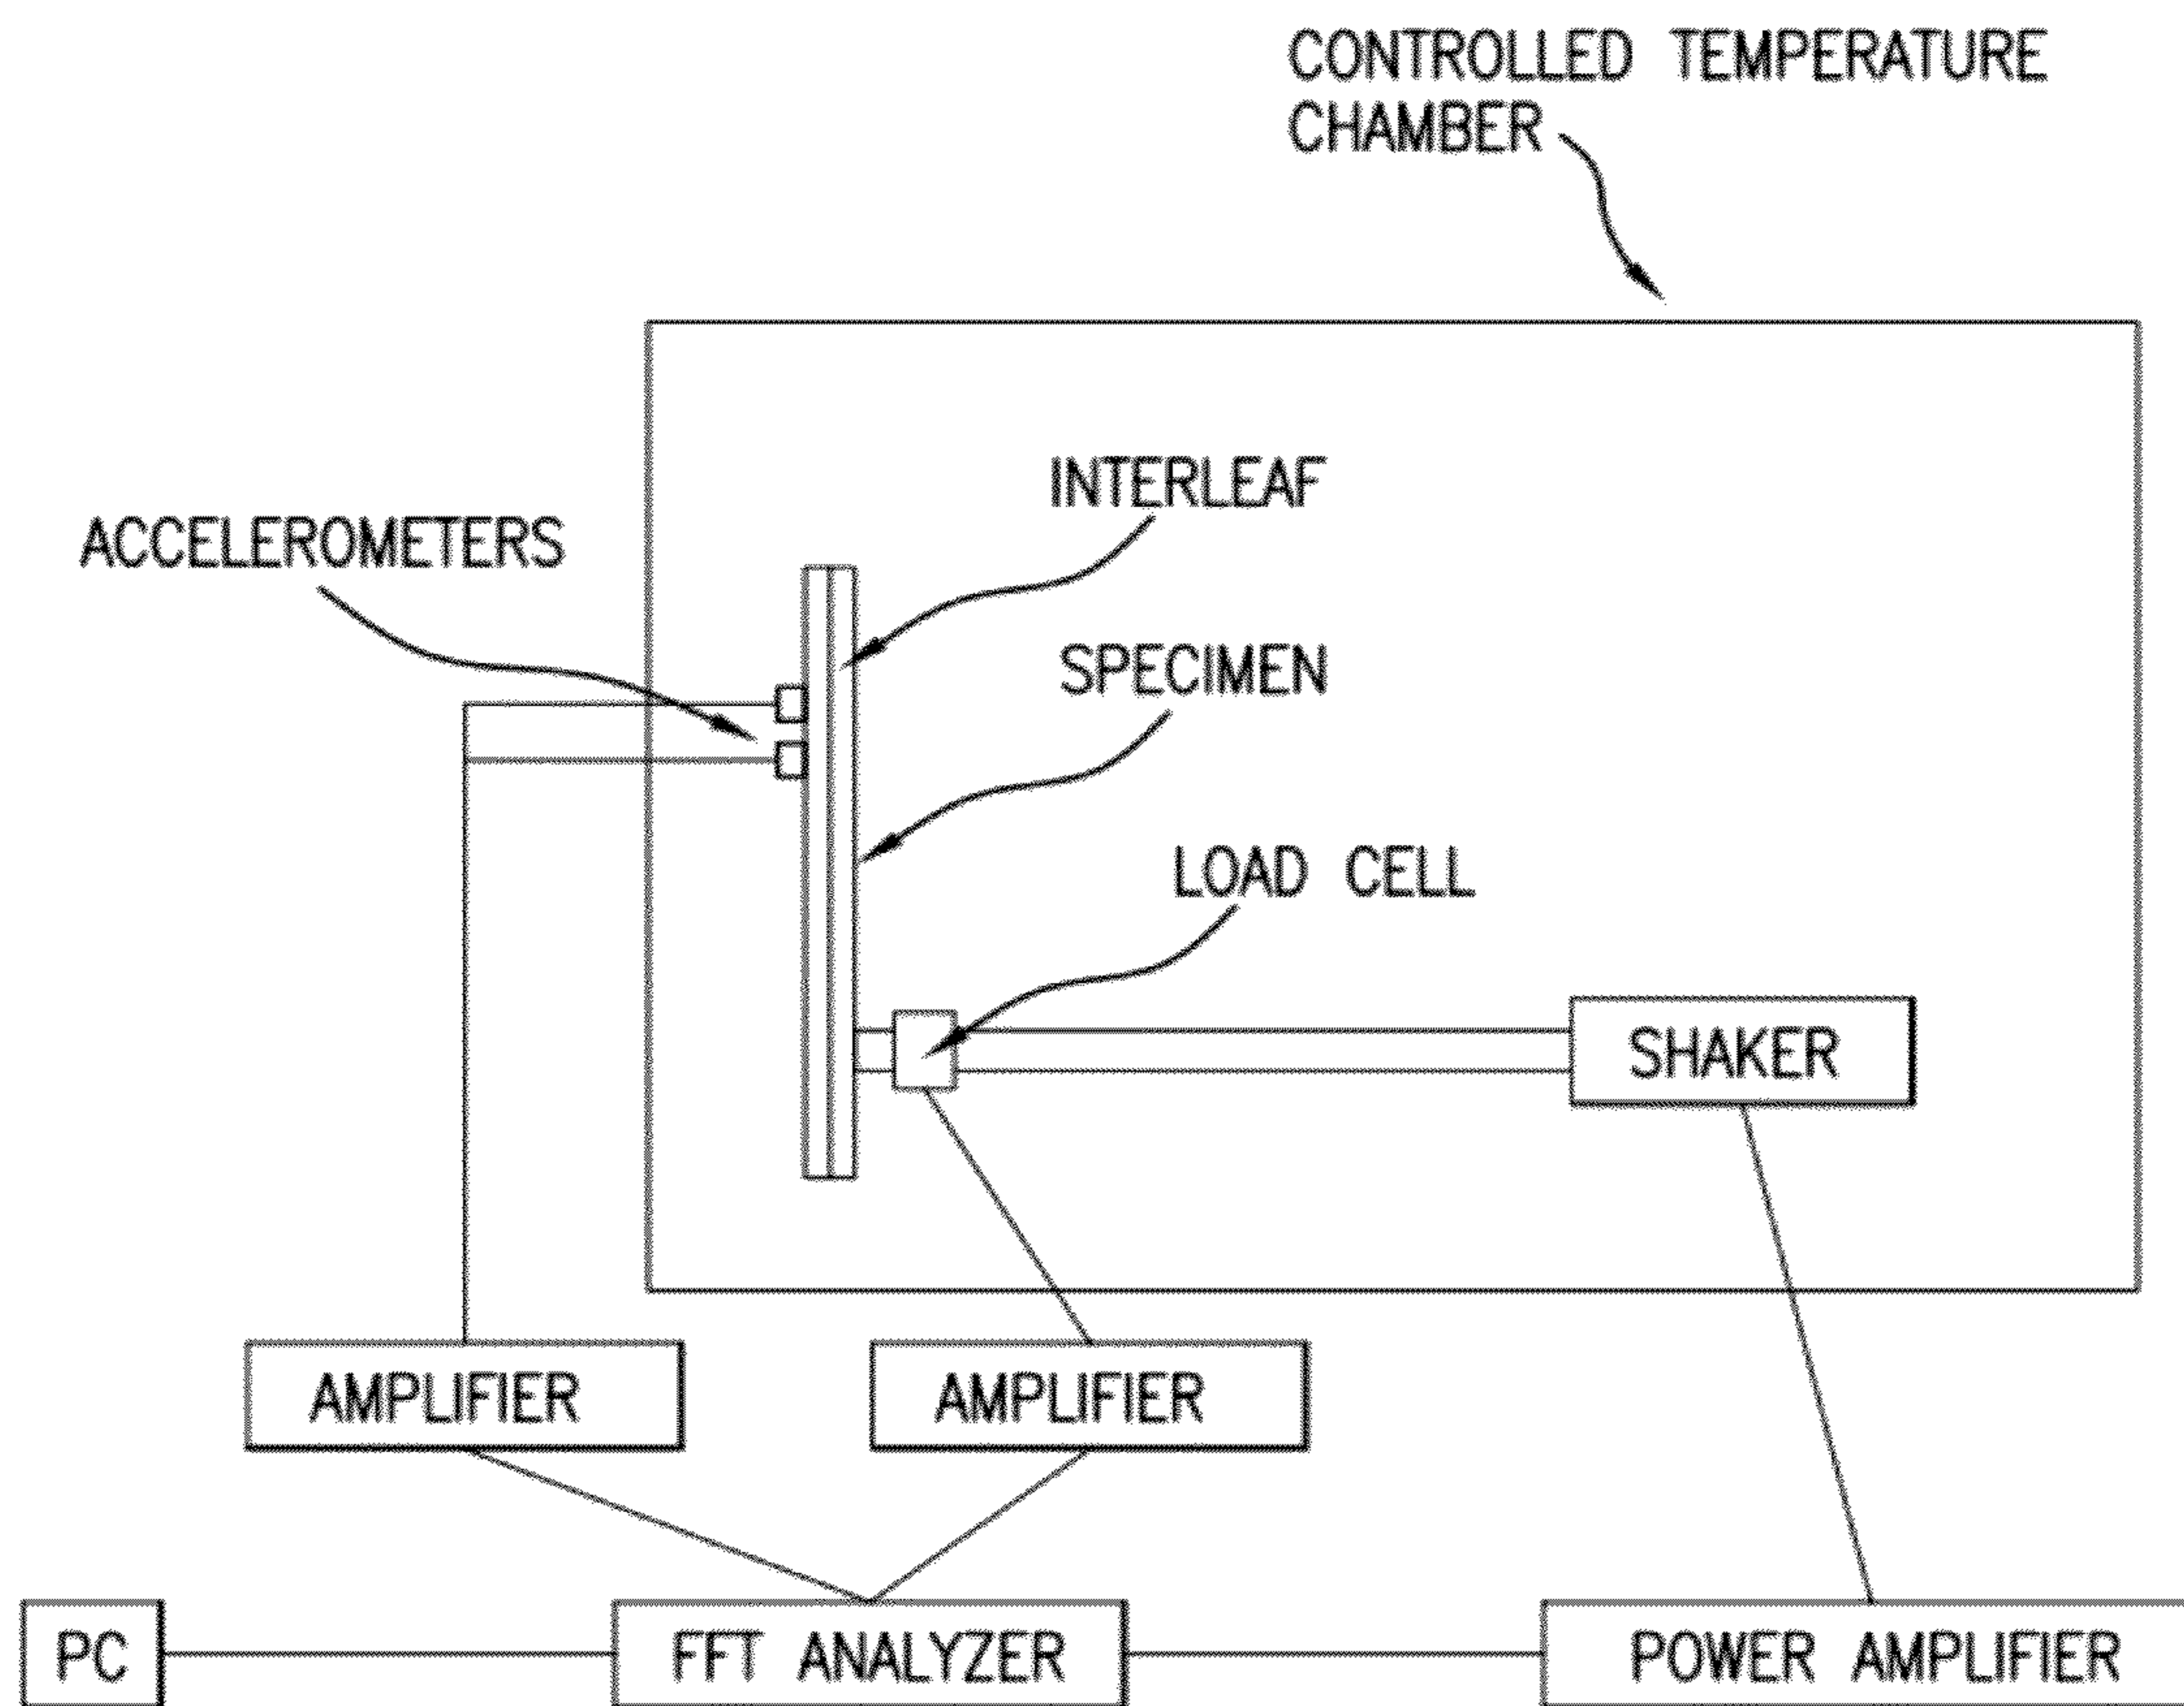 CONTROLLED TEMPERATURE
CHAMBER
INTERLEAF
ACCELEROMETERS
SPECIMEN
LOAD CELL
SHAKER
AMPLIFIER
AMPLIFIER
PC
FFT ANALYZER
POWER AMPLIFIER